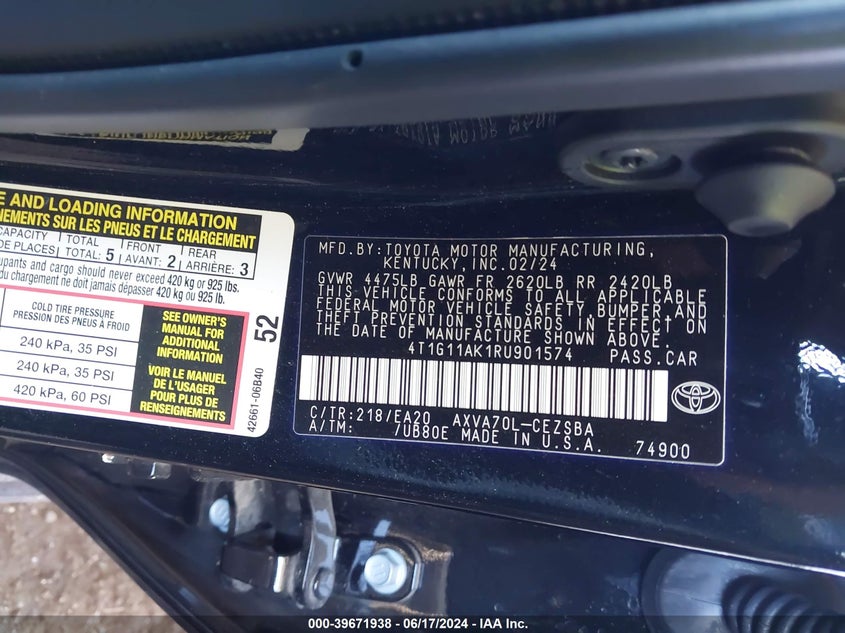 E AND LOADING INFORMATION
NEMENTS SUR LES PNEUS ET LE CHARGEMENT
CAPACITY TOTAL FRONT REAR
DE PLACES TOTAL: 5 AVANT: 2 ARRIÈRE: 3
upants and cargo should never exceed 420 kg or 925 lbs.
du chargement ne doit jamais dépasser 420 kg ou 925 lb.
COLD TIRE PRESSURE
PRESSION DES PNEUS À FROID
240 kPa, 35 PSI
240 kPa, 35 PSI
420 kPa, 60 PSI
SEE OWNER'S
MANUAL FOR
ADDITIONAL
INFORMATION
VOIR LE MANUEL
DE L'USAGER
POUR PLUS DE
RENSEIGNEMENTS
52
42661-06B40
MFD.BY:TOYOTA MOTOR MANUFACTURING,
KENTUCKY,INC.02/24
GVWR 4475LB GAWR FR 2620LB RR 2420LB
THIS VEHICLE CONFORMS TO ALL APPLICABLE
FEDERAL MOTOR VEHICLE SAFETY,BUMPER,AND
THEFT PREVENTION STANDARDS IN EFFECT ON
THE DATE OF MANUFACTURE SHOWN ABOVE.
4T1G11AK1RU901574 PASS.CAR
C/TR:218/EA20 AXVA70L-CEZSBA
A/TM: 7UB80E MADE IN U.S.A. 74900
TOYOTA
000-39671938 - 06/17/2024 - IAA Inc.